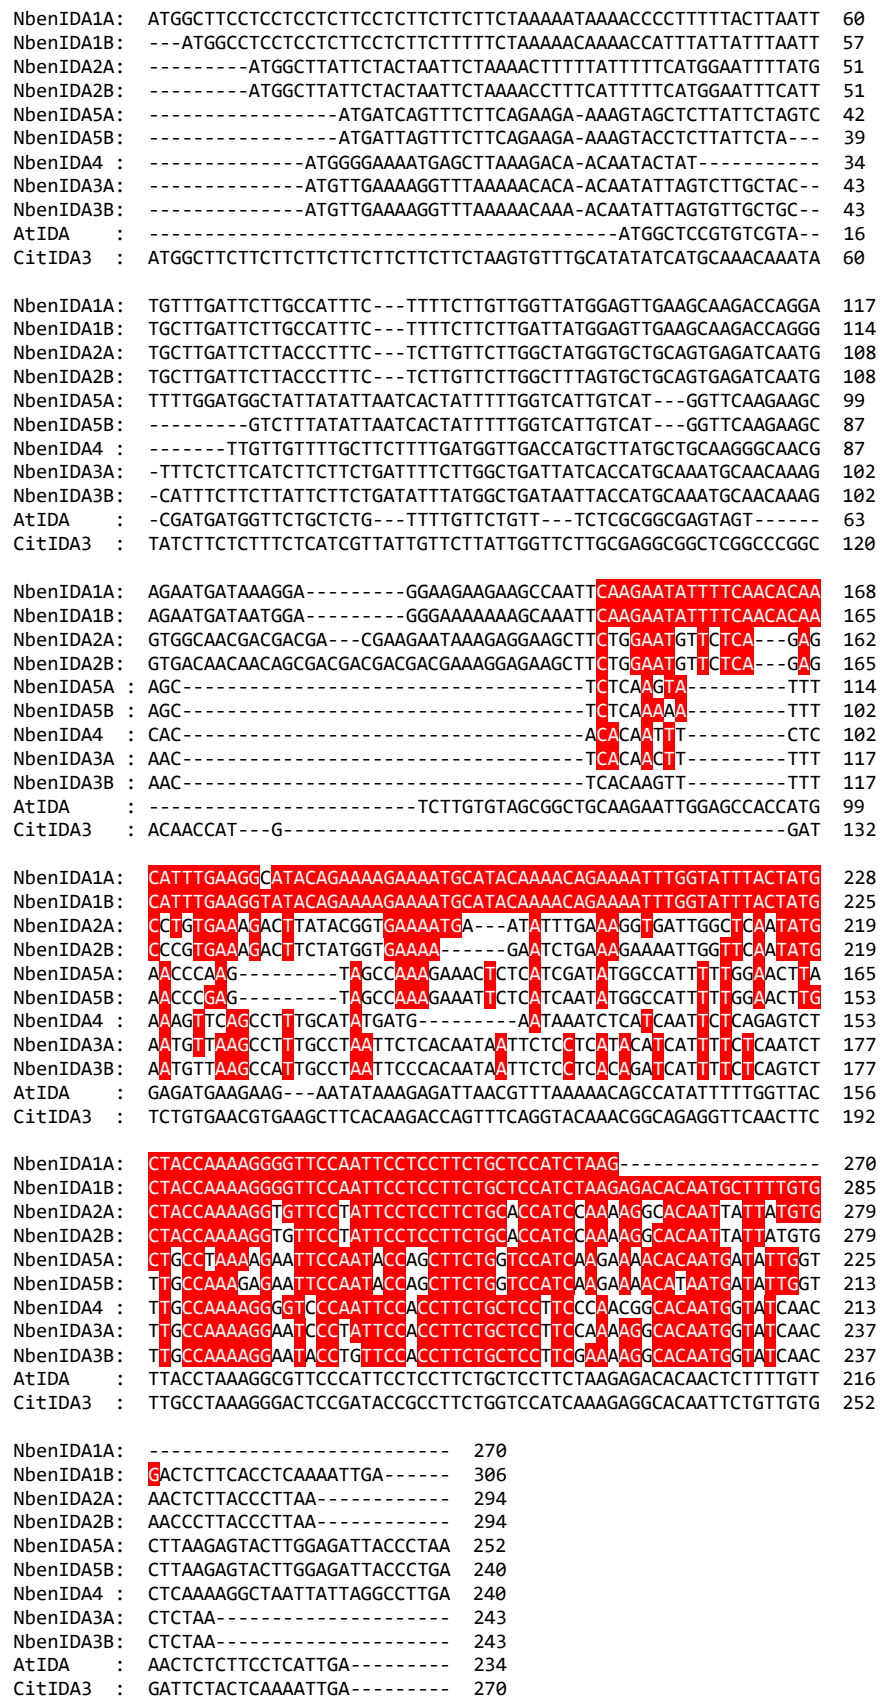 NbenIDA1A: ATGGCTTCCTCCTCCTCTTCCTCTTCTTCTTCTAAAAATAAAACCCCTTTTTACTTAATT 60
NbenIDA1B: ---ATGGCCTCCTCCTCCTCTTCCTCTTCTTTTTCTAAAAACAAAACCATTTATTATTTAATT 57
NbenIDA2A: ---------ATGGCTTATTCTACTAATTCTAAAACTTTTTATTTTTCATGGAATTTTATG 51
NbenIDA2B: ---------ATGGCTTATTCTACTAATTCTAAAACCTTTCATTTTTCATGGAATTTCATT 51
NbenIDA5A: -----------------ATGATCAGTTTCTTCAGAAGA-AAAGTAGCTCTTATTCTAGTC 42
NbenIDA5B: -----------------ATGATTAGTTTCTTCAGAAGA-AAAGTACCTCTTATTCTA--- 39
NbenIDA4 : --------------ATGGGGAAAATGAGCTTAAAGACA-ACAATACTAT----------- 34
NbenIDA3A: --------------ATGTTGAAAAGGTTTAAAAACACA-ACAATATTAGTCTTGCTAC-- 43
NbenIDA3B: --------------ATGTTGAAAAGGTTTAAAAACAAA-ACAATATTAGTGTTGCTGC-- 43
AtIDA : ------------------------------------------ATGGCTCCGTGTCGTA-- 16
CitIDA3 : ATGGCTTCTTCTTCTTCTTCTTCTTCTTCTAAGTGTTTGCATATATCATGCAAACAAATA 60
NbenIDA1A: TGTTTGATTCTTGCCATTTC---TTTTCTTGTTGGTTATGGAGTTGAAGCAAGACCAGGA 117
NbenIDA1B: TGCTTGATTCTTGCCATTTC---TTTTCTTCTTGATTATGGAGTTGAAGCAAGACCAGGG 114
NbenIDA2A: TGCTTGATTCTTACCCTTTC---TCTTGTTCTTGGCTATGGTGCTGCAGTGAGATCAATG 108
NbenIDA2B: TGCTTGATTCTTACCCTTTC---TCTTGTTCTTGGCTTTAGTGCTGCAGTGAGATCAATG 108
NbenIDA5A: TTTTGGATGGCTATTATATTAATCACTATTTTTGGTCATTGTCAT---GGTTCAAGAAGC 99
NbenIDA5B: ---------GTCTTTATATTAATCACTATTTTTGGTCATTGTCAT---GGTTCAAGAAGC 87
NbenIDA4 : -------TTGTTGTTTTGCTTCTTTTGATGGTTGACCATGCTTATGCTGCAAGGGCAACG 87
NbenIDA3A: -TTTCTCTTCATCTTCTTCTGATTTTCTTGGCTGATTATCACCATGCAAATGCAACAAAG 102
NbenIDA3B: -CATTTCTTCTTATTCTTCTGATATTTATGGCTGATAATTACCATGCAAATGCAACAAAG 102
AtIDA : -CGATGATGGTTCTGCTCTG---TTTTGTTCTGTT---TCTCGCGGCGAGTAGT------ 63
CitIDA3 : TATCTTCTCTTTCTCATCGTTATTGTTCTTATTGGTTCTTGCGAGGCGGCTCGGCCCGGC 120
NbenIDA1A: AGAATGATAAAGGA---------GGAAGAAGAAGCCAATTCAAGAATATTTTCAACACAA 168
NbenIDA1B: AGAATGATAATGGA---------GGGAAAAAAAGCAAATTCAAGAATATTTTCAACACAA 165
NbenIDA2A: GTGGCAACGACGACGA---CGAAGAATAAAGAGGAAGCTTCTGGAATGTTCTCA---GAG 162
NbenIDA2B: GTGACAACAACAGCGACGACGACGACGAAAGGAGAAGCTTCTGGAATGTTCTCA---GAG 165
NbenIDA5A : AGC------------------------------------TCTCAAGTA---------TTT 114
NbenIDA5B : AGC------------------------------------TCTCAAAAA---------TTT 102
NbenIDA4 : CAC------------------------------------ACACAATTT---------CTC 102
NbenIDA3A : AAC------------------------------------TCACAACTT---------TTT 117
NbenIDA3B : AAC------------------------------------TCACAAGTT---------TTT 117
AtIDA : ------------------------TCTTGTGTAGCGGCTGCAAGAATTGGAGCCACCATG 99
CitIDA3 : ACAACCAT---G---------------------------------------------GAT 132
NbenIDA1A: CATTTGAAGGCATACAGAAAAGAAAATGCATACAAAACAGAAAATTTGGTATTTACTATG 228
NbenIDA1B: CATTTGAAGGTATACAGAAAAGAAAATGCATACAAAACAGAAAATTTGGTATTTACTATG 225
NbenIDA2A: CCTGTGAAAGACTTATACGGTGAAAATGA---ATATTTGAAAGGTGATTGGCTCAATATG 219
NbenIDA2B: CCCGTGAAAGACTTCTATGGTGAAAA------GAATCTGAAAGAAAATTGGTTCAATATG 219
NbenIDA5A: AACCCAAG---------TAGCCAAAGAAACTCTCATCGATATGGCCATTTTTTGGAACTTA 165
NbenIDA5B: AACCCGAG---------TAGCCAAAGAAATTCTCATCAATATGGCCATTTTTTGGAACTTG 153
NbenIDA4 : AAAGTTCAGCCTTTGCATATGATG---------AATAAATCTCATCAATTCTCAGAGTCT 153
NbenIDA3A: AATGTTAAGCCTTTGCCTAATTCTCACAATAATTCTCCTCATACATCATTTTCTCAATCT 177
NbenIDA3B: AATGTTAAGCCATTGCCTAATTCCCACAATAATTCTCCTCACAGATCATTTTCTCAGTCT 177
AtIDA : GAGATGAAGAAG---AATATAAAGAGATTAACGTTTAAAAACAGCCATATTTTTGGTTAC 156
CitIDA3 : TCTGTGAACGTGAAGCTTCACAAGACCAGTTTCAGGTACAAACGGCAGAGGTTCAACTTC 192
NbenIDA1A: CTACCAAAAGGGGTTCCAATTCCTCCTTCTGCTCCATCTAAG------------------ 270
NbenIDA1B: CTACCAAAAGGGGTTCCAATTCCTCCTTCTGCTCCATCTAAGAGACACAATGCTTTTGTG 285
NbenIDA2A: CTACCAAAAGGTGTTCCTATTCCTCCTTCTGCACCATCCAAAAGGCACAATTATTATGTG 279
NbenIDA2B: CTACCAAAAGGTGTTCCTATTCCTCCTTCTGCACCATCCAAAAGGCACAATTATTATGTG 279
NbenIDA5A: CTGCCTAAAAGAATTCCAATACCAGCTTCTGGTCCATCAAGAAACACAATGATATTGGT 225
NbenIDA5B: TTGCCAAAGAGAATTCCAATACCAGCTTCTGGTCCATCAAGAAACATAATGATATTGGT 213
NbenIDA4 : TTGCCAAAAGGGGTCCCAATTCCACCTTCTGCTCCTTCCCAACGGCACAATGGTATCAAC 213
NbenIDA3A: TTGCCAAAAGGAATCCCTATTCCACCTTCTGCTCCTTCCAAAAGGCACAATGGTATCAAC 237
NbenIDA3B: TTGCCAAAAGGAATACCTGTTCCACCTTCTGCTCCTTCGAAAAGGCACAATGGTATCAAC 237
AtIDA : TTACCTAAAGGCGTTCCCATTCCTCCTTCTGCTCCTTCTAAGAGACACAACTCTTTTGTT 216
CitIDA3 : TTGCCTAAAGGGACTCCGATACCGCCTTCTGGTCCATCAAAGAGGCACAATTCTGTTGTG 252
NbenIDA1A: --------------------------- 270
NbenIDA1B: GACTCTTCACCTCAAAATTGA------ 306
NbenIDA2A: AACTCTTACCCTTAA------------ 294
NbenIDA2B: AACCCTTACCCTTAA------------ 294
NbenIDA5A: CTTAAGAGTACTTGGAGATTACCCTAA 252
NbenIDA5B: CTTAAGAGTACTTGGAGATTACCCTGA 240
NbenIDA4 : CTCAAAAGGCTAATTATTAGGCCTTGA 240
NbenIDA3A: CTCTAA--------------------- 243
NbenIDA3B: CTCTAA--------------------- 243
AtIDA : AACTCTCTTCCTCATTGA--------- 234
CitIDA3 : GATTCTACTCAAAATTGA--------- 270